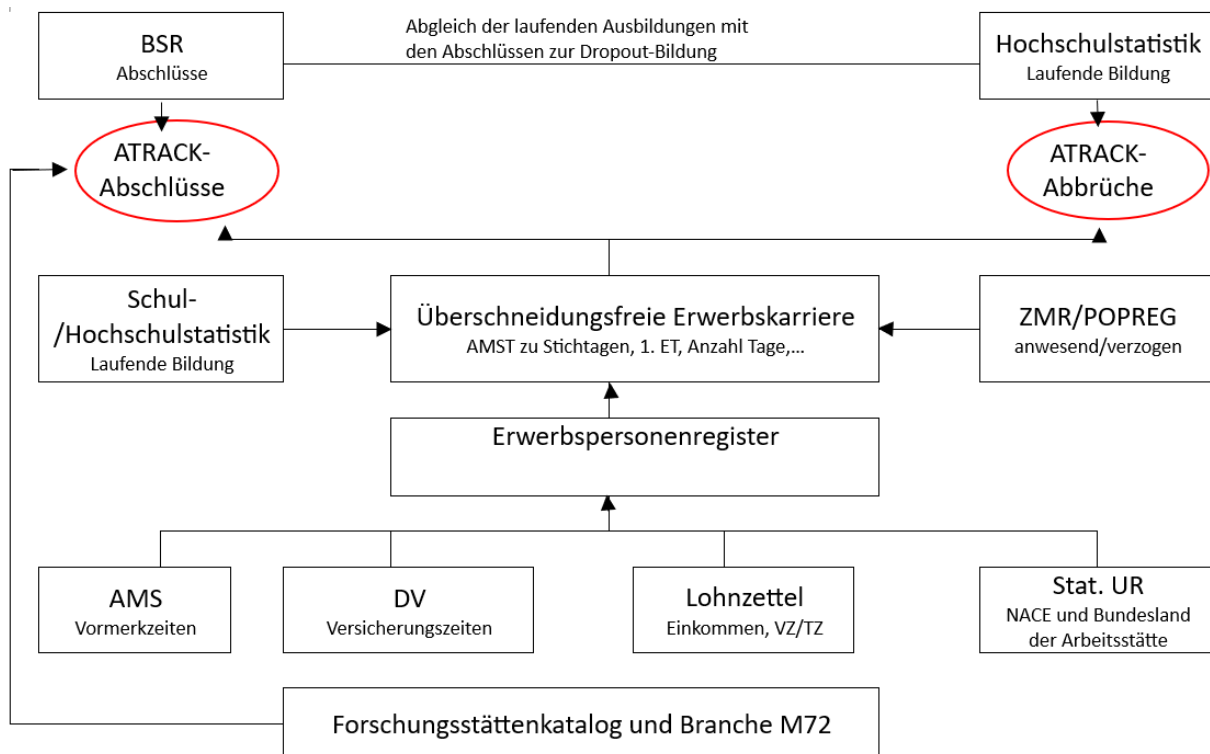 BSR
Abschlüsse
Abgleich der laufenden Ausbildungen mit
den Abschlüssen zur Dropout-Bildung
Hochschulstatistik
Laufende Bildung
ATRACK-
Abschlüsse
ATRACK-
Abbrüche
Schul-
/Hochschulstatistik
Laufende Bildung
Überschneidungsfreie Erwerbskarriere
AMST zu Stichtagen, 1. ET, Anzahl Tage,...
ZMR/POPREG
anwesend/verzogen
Erwerbspersonenregister
AMS
Vormerkzeiten
DV
Versicherungszeiten
Lohnzettel
Einkommen, VZ/TZ
Stat. UR
NACE und Bundesland
der Arbeitsstätte
Forschungsstättenkatalog und Branche M72